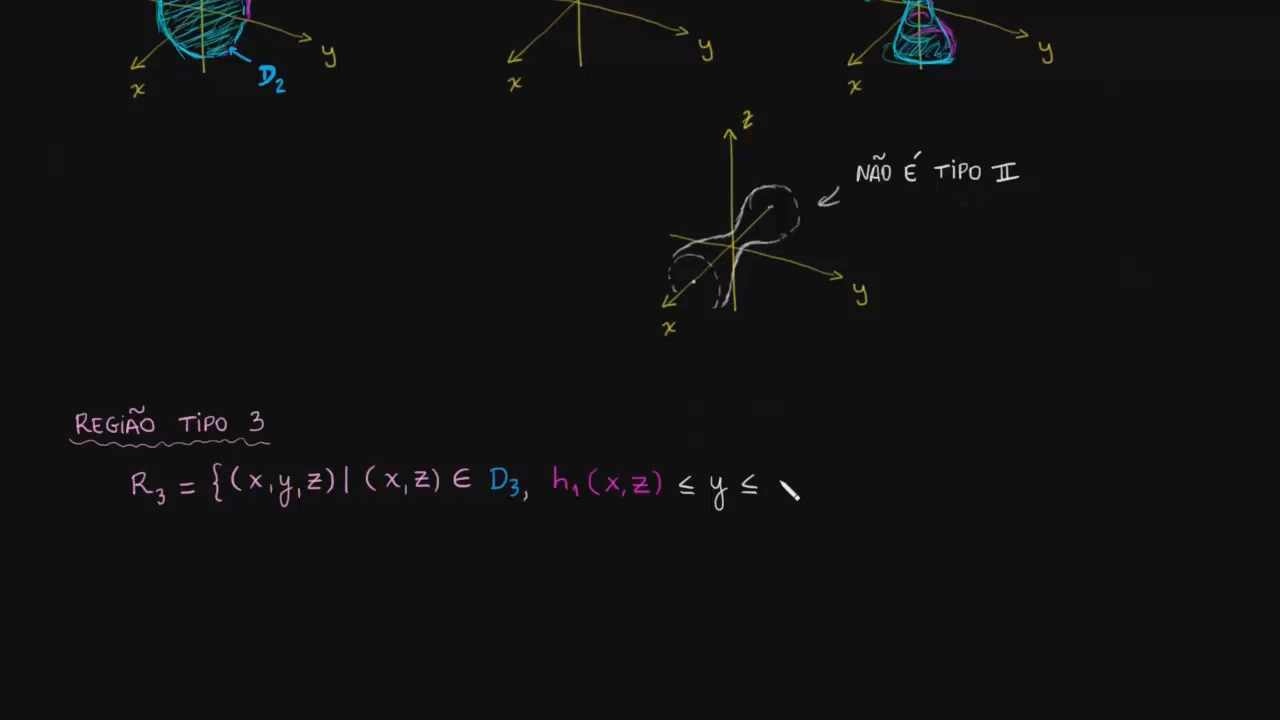 y
x
D₂
y
x
y
x
z
NÃO É TIPO II
y
x
REGIÃO TIPO 3
R₃ = {(x,y,z) | (x,z) ∈ D₃, h₁(x,z) ≤ y ≤